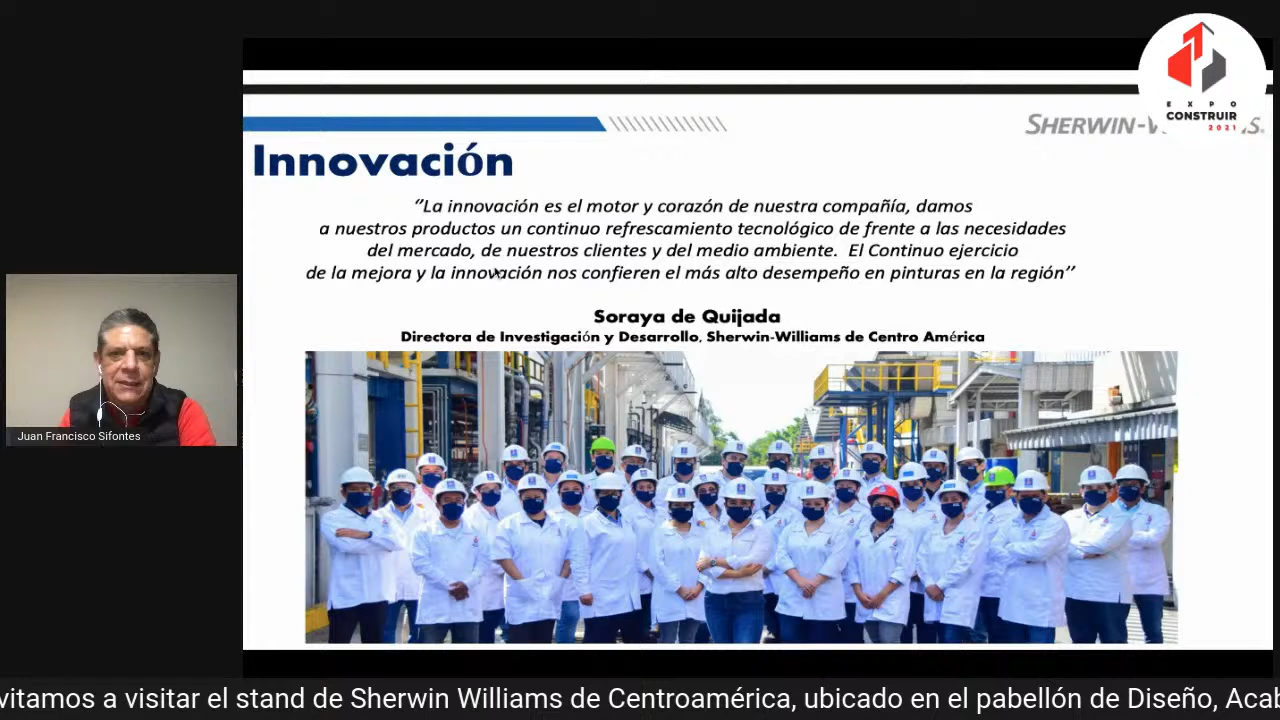 EXPO
CONSTRUIR
2021
SHERWIN-W
S.
Innovación
"La innovación es el motor y corazón de nuestra compañía, damos
a nuestros productos un continuo refrescamiento tecnológico de frente a las necesidades
del mercado, de nuestros clientes y del medio ambiente. El Continuo ejercicio
de la mejora y la innovación nos confieren el más alto desempeño en pinturas en la región"
Soraya de Quijada
Directora de Investigación y Desarrollo, Sherwin-Williams de Centro América
Juan Francisco Sifontes
vitamos a visitar el stand de Sherwin Williams de Centroamérica, ubicado en el pabellón de Diseño, Acab